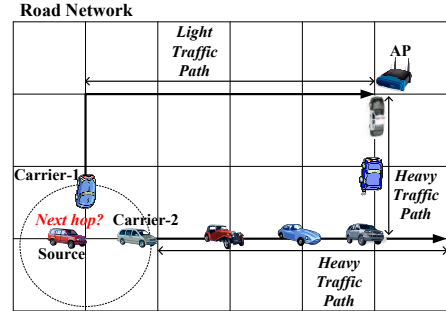 Road Network
Light
Traffic
Path
AP
Carrier-1
Heavy
Traffic
Path
Next hop?
Carrier-2
Source
Heavy
Traffic
Path